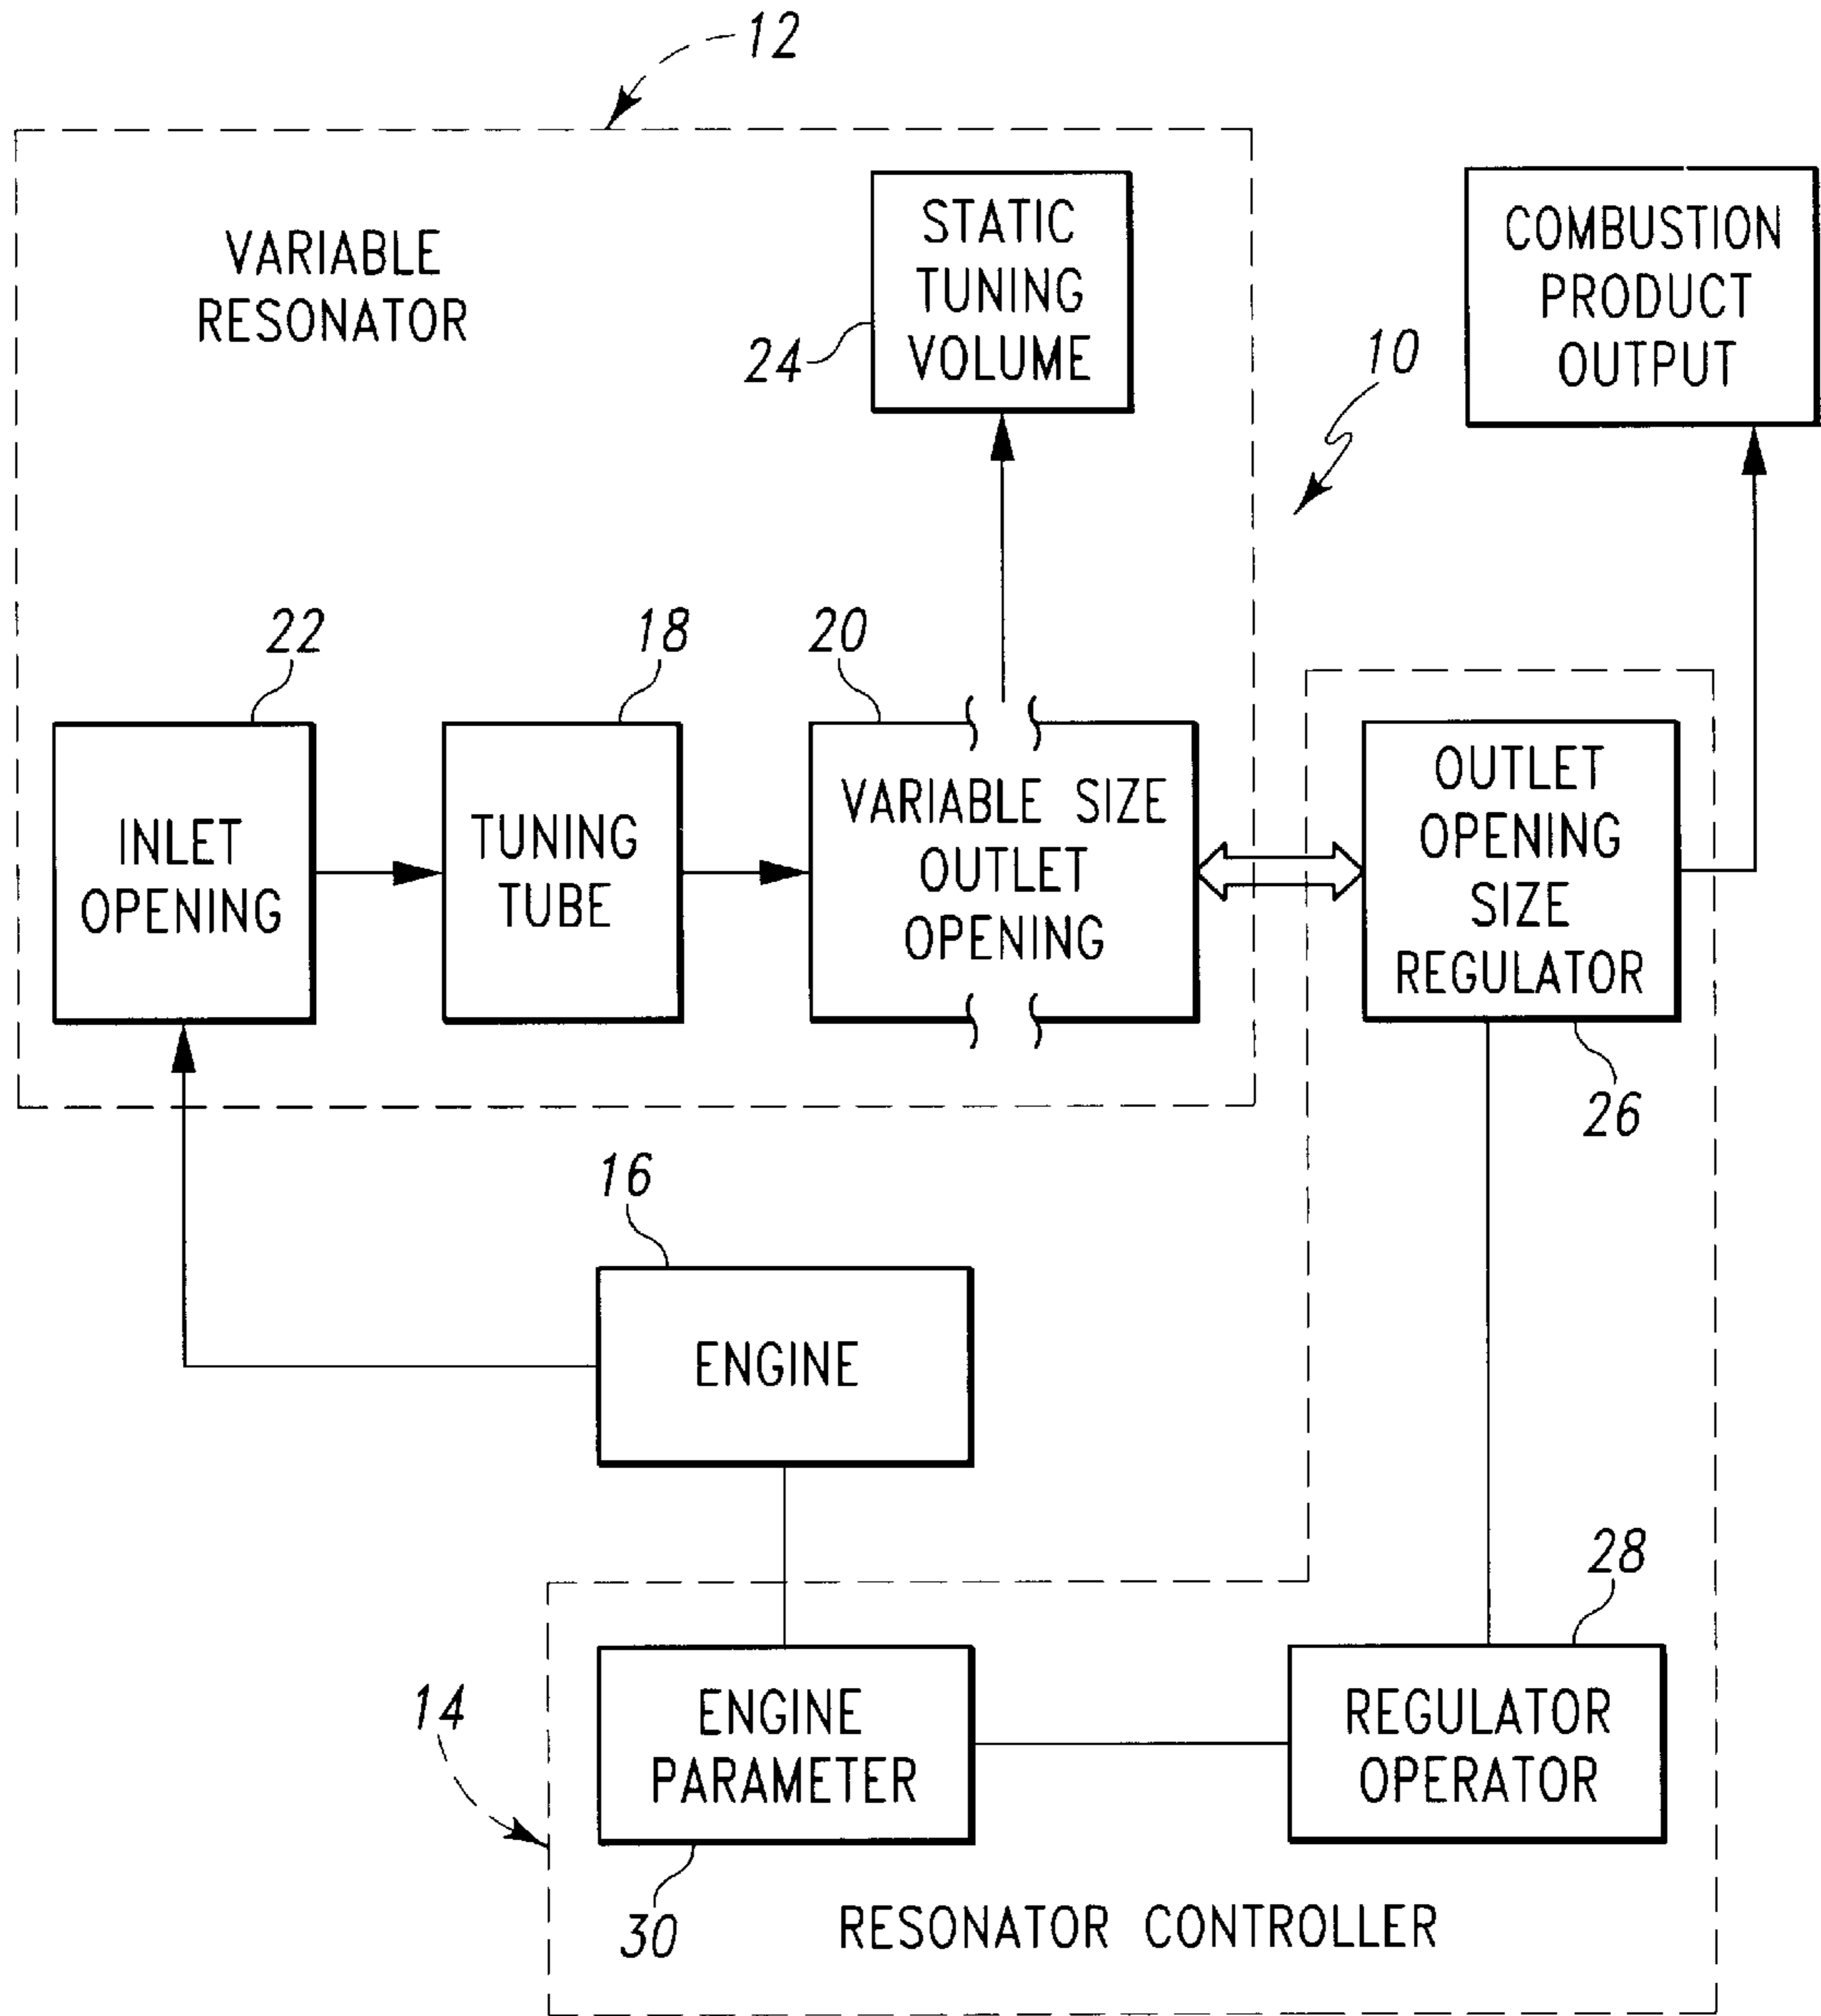 12
VARIABLE
RESONATOR
STATIC
TUNING
VOLUME
24
COMBUSTION
PRODUCT
OUTPUT
10
22
18
20
INLET
OPENING
TUNING
TUBE
VARIABLE SIZE
OUTLET
OPENING
OUTLET
OPENING
SIZE
REGULATOR
26
16
ENGINE
28
14
ENGINE
PARAMETER
REGULATOR
OPERATOR
30
RESONATOR CONTROLLER